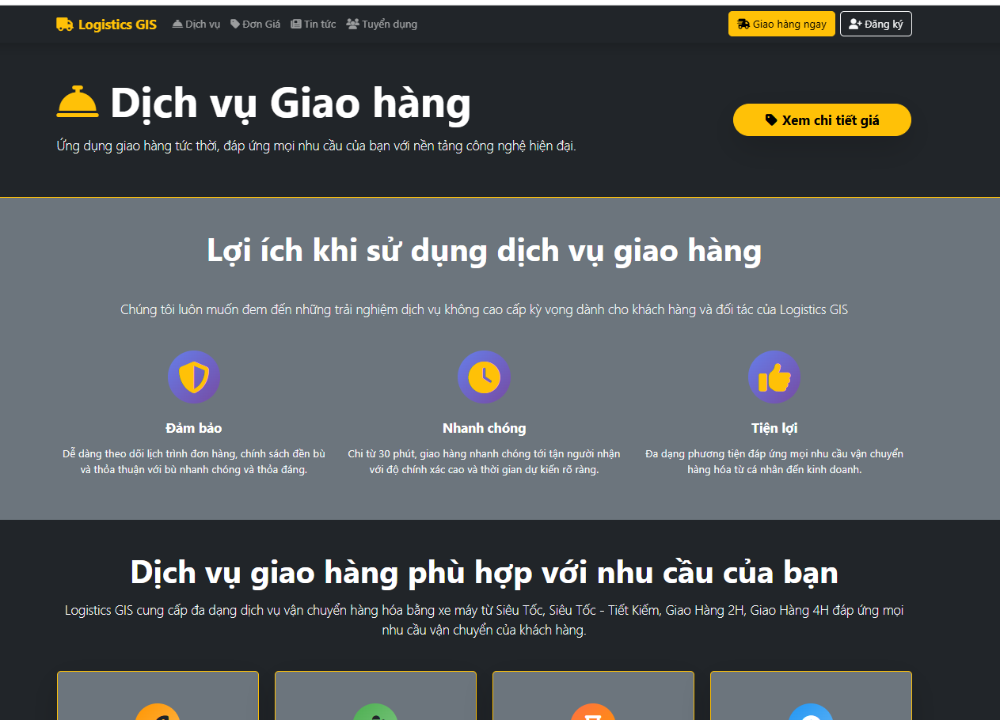 Logistics GIS Dịch vụ Đơn Giá Tin tức Tuyển dụng Giao hàng ngay Đăng ký
Dịch vụ Giao hàng
Ứng dụng giao hàng tức thời, đáp ứng mọi nhu cầu của bạn với nền tảng công nghệ hiện đại.
Xem chi tiết giá
Lợi ích khi sử dụng dịch vụ giao hàng
Chúng tôi luôn muốn đem đến những trải nghiệm dịch vụ không cao cấp kỳ vọng dành cho khách hàng và đối tác của Logistics GIS
Đảm bảo
Dễ dàng theo dõi lịch trình đơn hàng, chính sách đền bù
và thỏa thuận với bù nhanh chóng và thỏa đáng.
Nhanh chóng
Chỉ từ 30 phút, giao hàng nhanh chóng tới tận người nhận
với độ chính xác cao và thời gian dự kiến rõ ràng.
Tiện lợi
Đa dạng phương tiện đáp ứng mọi nhu cầu vận chuyển
hàng hóa từ cá nhân đến kinh doanh.
Dịch vụ giao hàng phù hợp với nhu cầu của bạn
Logistics GIS cung cấp đa dạng dịch vụ vận chuyển hàng hóa bằng xe máy từ Siêu Tốc, Siêu Tốc - Tiết Kiếm, Giao Hàng 2H, Giao Hàng 4H đáp ứng mọi
nhu cầu vận chuyển của khách hàng.